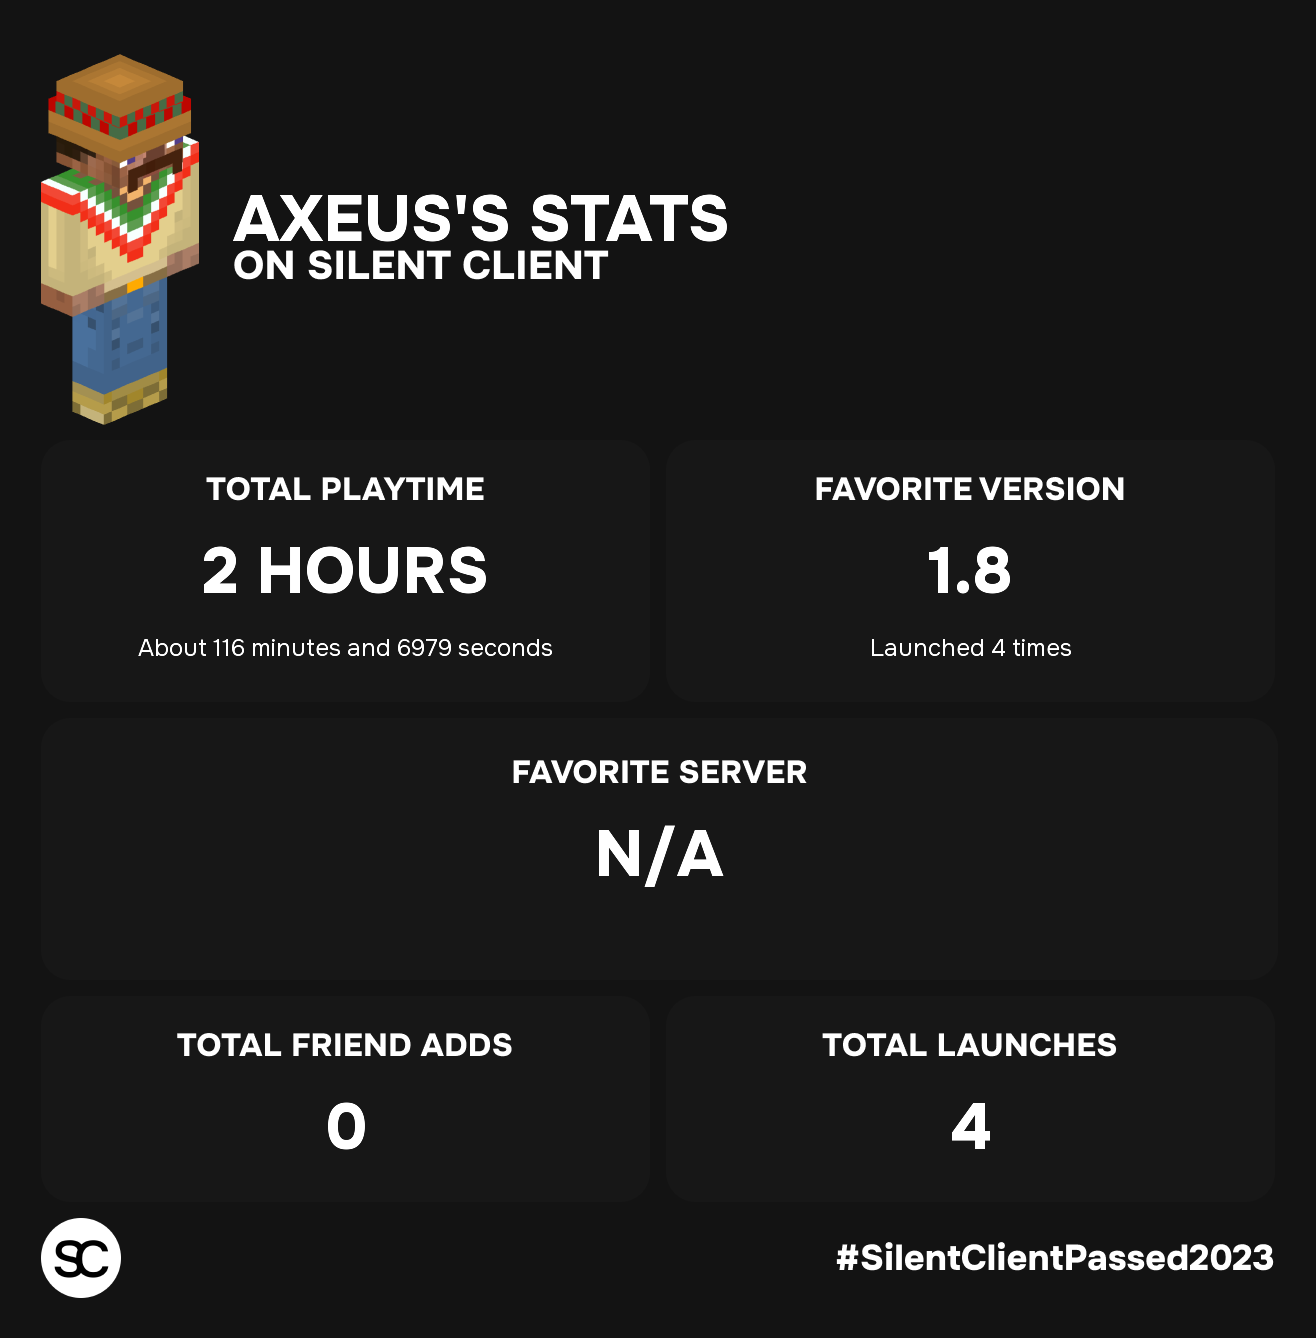 AXEUS'S STATS
ON SILENT CLIENT
TOTAL PLAYTIME
2 HOURS
About 116 minutes and 6979 seconds
FAVORITE VERSION
1.8
Launched 4 times
FAVORITE SERVER
N/A
TOTAL FRIEND ADDS
0
TOTAL LAUNCHES
4
SC
#SilentClientPassed2023